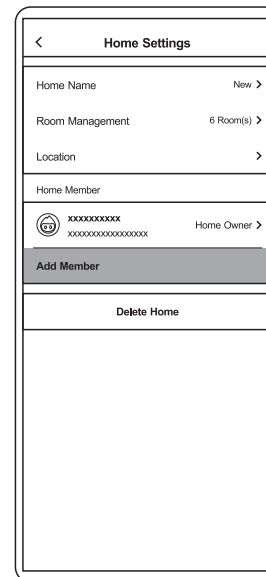 Home Settings
Home Name New
Room Management 6 Room(s)
Location
Home Member
xxxxxxxxxx
xxxxxxxxxxxxxxxxx Home Owner
Add Member
Delete Home